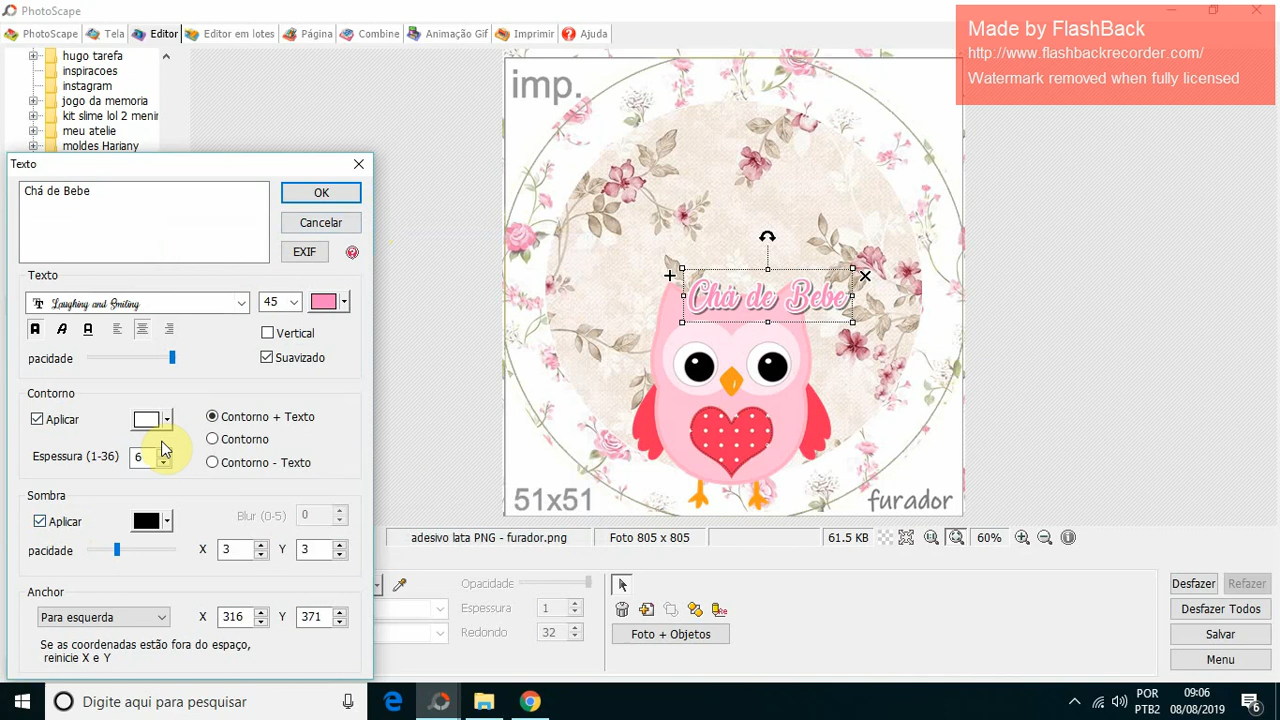 PhotoScape
PhotoScape Tela Editor Editor em lotes Página Combine Animação Gif Imprimir Ajuda
Made by FlashBack
http://www.flashbackrecorder.com/
Watermark removed when fully licensed
hugo tarefa
inspiracoes
instagram
jogo da memoria
kit slime lol 2 menin
meu atelie
moldes Hariany
imp.
Chá de Bebe
51x51
furador
Texto
Chá de Bebe
OK
Cancelar
EXIF
Texto
Laughing and Smiling
45
Vertical
pacidade
Suavizado
Contorno
Aplicar
Contorno + Texto
Contorno
Espessura (1-36) 6
Contorno - Texto
Sombra
Aplicar
Blur (0-5) 0
pacidade
X 3 Y 3
Anchor
Para esquerda
X 316 Y 371
Se as coordenadas estão fora do espaço,
reinicie X e Y
adesivo lata PNG - furador.png
Foto 805 x 805
61.5 KB
60%
Opacidade
Espessura 1
Redondo 32
Foto + Objetos
Desfazer
Refazer
Desfazer Todos
Salvar
Menu
Digite aqui para pesquisar
POR
PTB2
09:06
08/08/2019
6